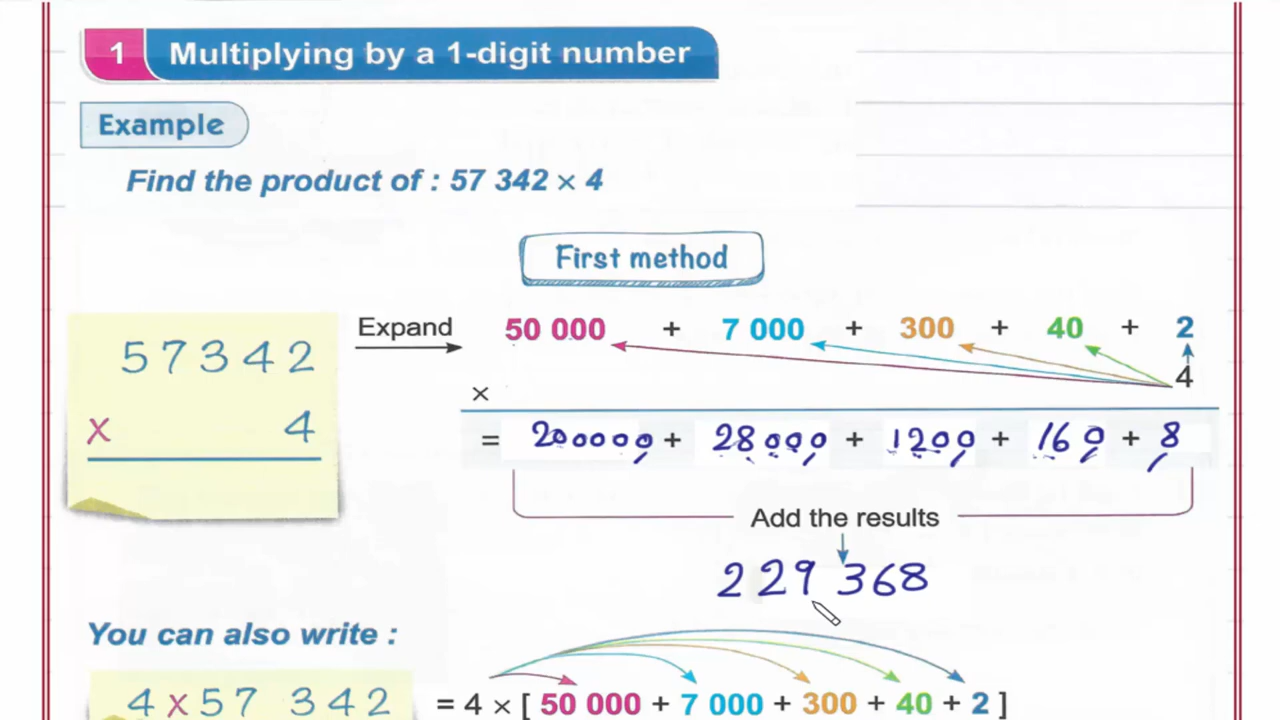 1 Multiplying by a 1-digit number
Example
Find the product of : 57 342 × 4
First method
57342
× 4
Expand
50 000 + 7 000 + 300 + 40 + 2
× 4
= 200000 + 28000 + 1200 + 160 + 8
Add the results
229 368
You can also write :
4 × 57 342 = 4 × [ 50 000 + 7 000 + 300 + 40 + 2 ]